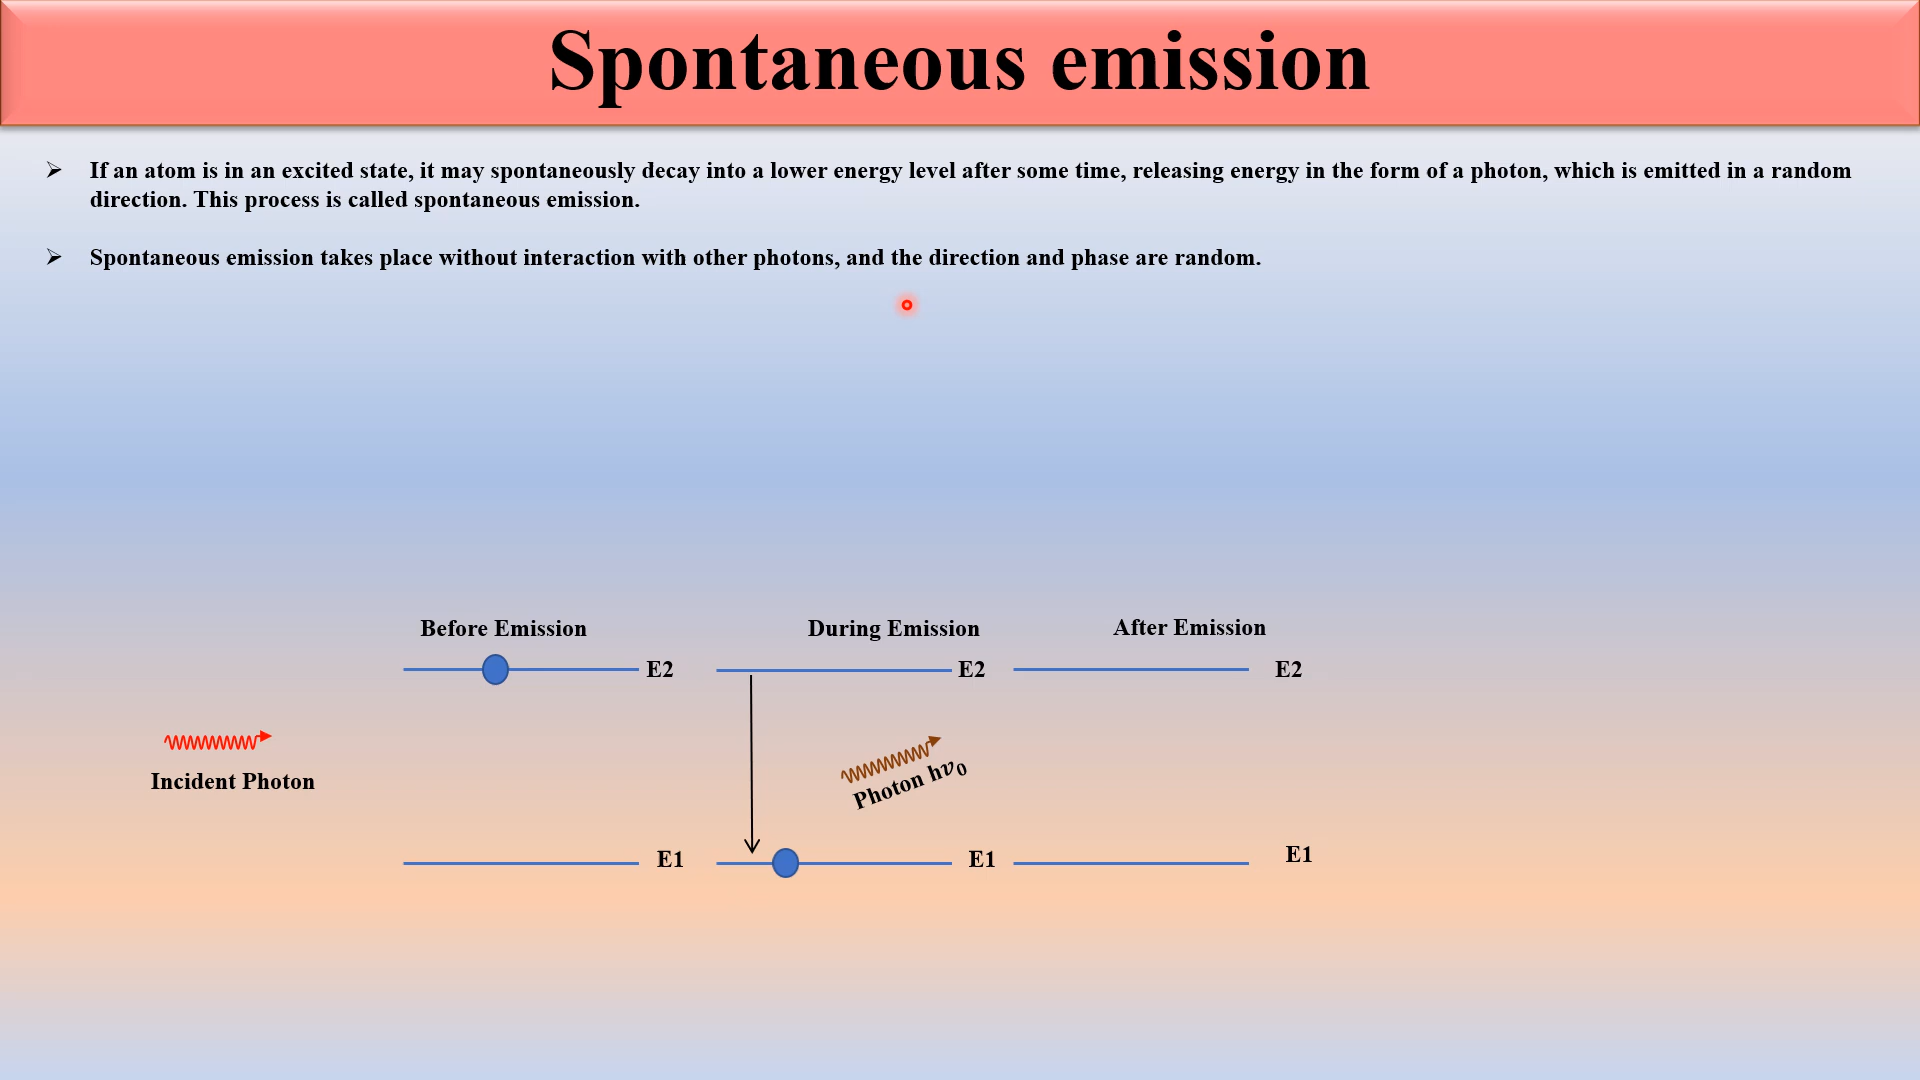 Spontaneous emission
➢ If an atom is in an excited state, it may spontaneously decay into a lower energy level after some time, releasing energy in the form of a photon, which is emitted in a random
direction. This process is called spontaneous emission.
➢ Spontaneous emission takes place without interaction with other photons, and the direction and phase are random.
Before Emission
During Emission
After Emission
E2
E2
E2
Incident Photon
Photon h𝝊₀
E1
E1
E1